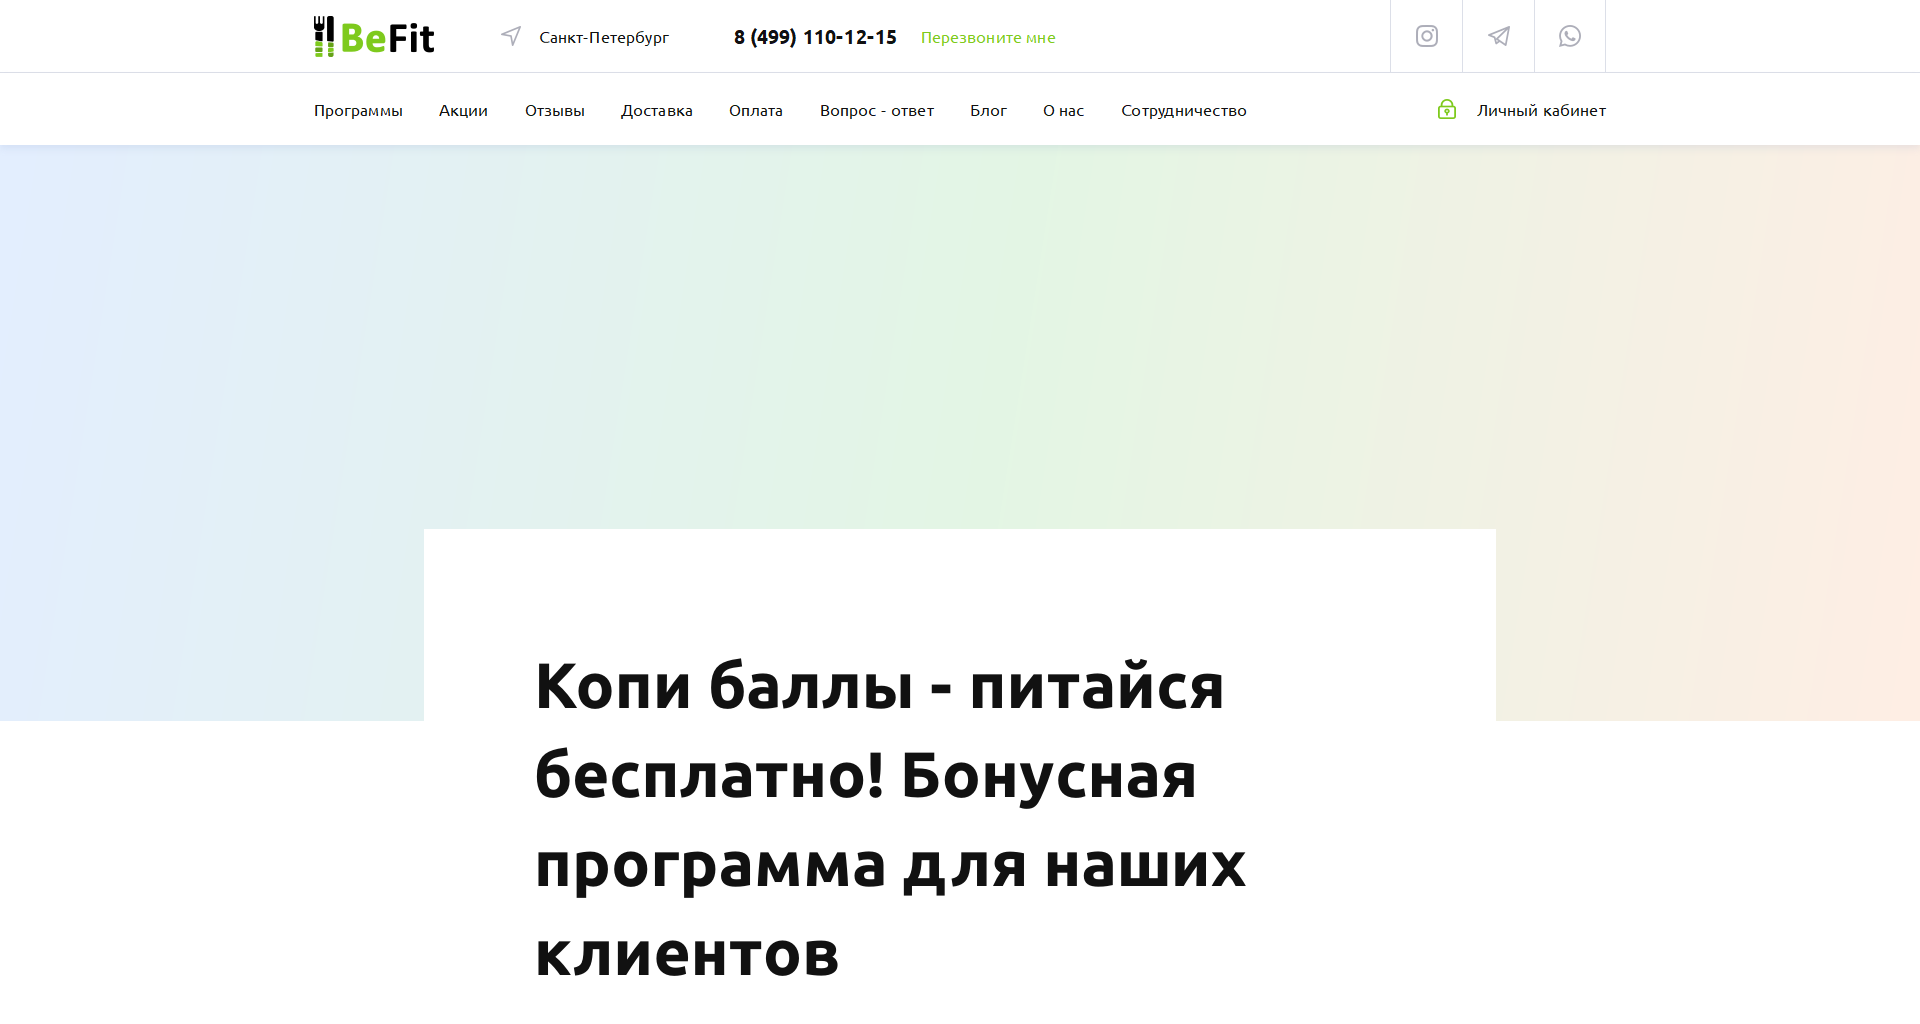 BeFit
Санкт-Петербург
8 (499) 110-12-15
Перезвоните мне
Программы
Акции
Отзывы
Доставка
Оплата
Вопрос - ответ
Блог
О нас
Сотрудничество
Личный кабинет
Копи баллы - питайся
бесплатно! Бонусная
программа для наших
клиентов